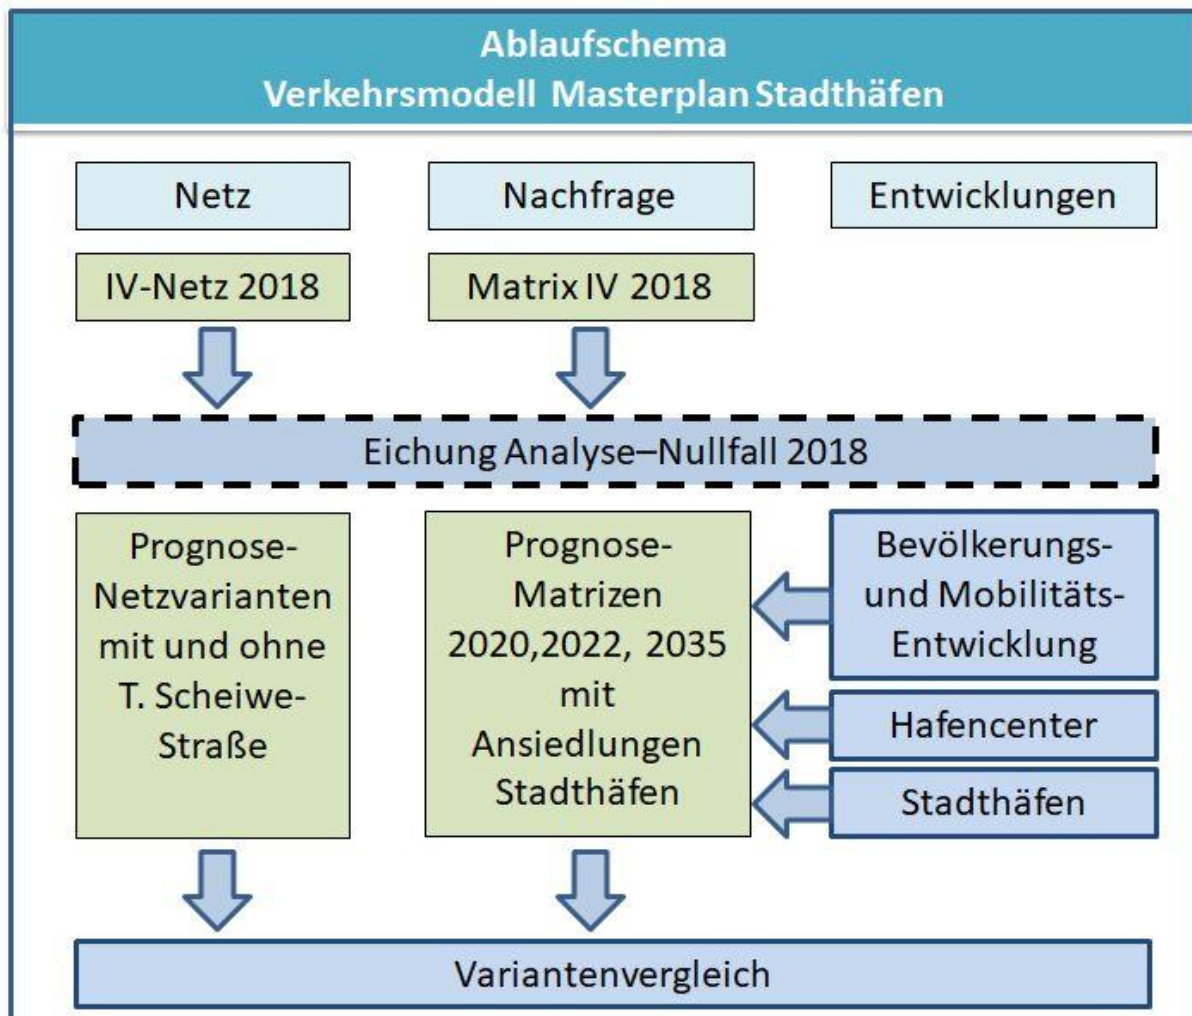 Ablaufschema
Verkehrsmodell Masterplan Stadthäfen
Netz
Nachfrage
Entwicklungen
IV-Netz 2018
Matrix IV 2018
Eichung Analyse–Nullfall 2018
Prognose-
Netzvarianten
mit und ohne
T. Scheiwe-
Straße
Prognose-
Matrizen
2020,2022, 2035
mit
Ansiedlungen
Stadthäfen
Bevölkerungs-
und Mobilitäts-
Entwicklung
Hafencenter
Stadthäfen
Variantenvergleich